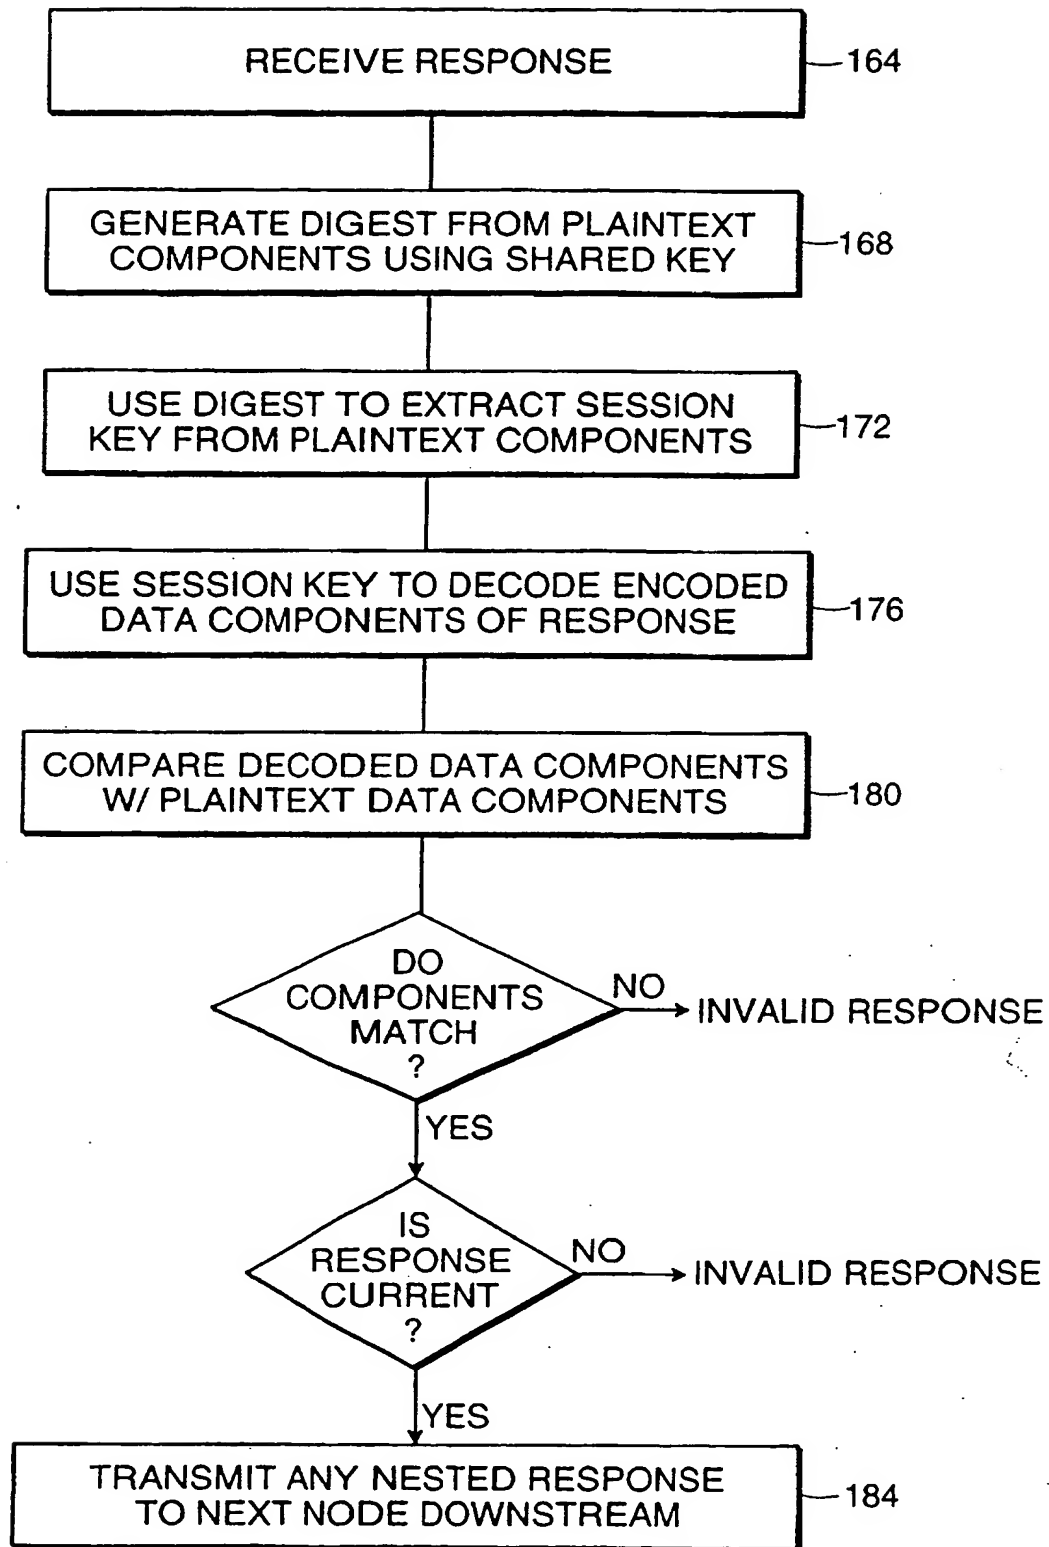 RECEIVE RESPONSE
164
GENERATE DIGEST FROM PLAINTEXT
COMPONENTS USING SHARED KEY
168
USE DIGEST TO EXTRACT SESSION
KEY FROM PLAINTEXT COMPONENTS
172
USE SESSION KEY TO DECODE ENCODED
DATA COMPONENTS OF RESPONSE
176
COMPARE DECODED DATA COMPONENTS
W/ PLAINTEXT DATA COMPONENTS
180
DO
COMPONENTS
MATCH
?
NO
INVALID RESPONSE
YES
IS
RESPONSE
CURRENT
?
NO
INVALID RESPONSE
YES
TRANSMIT ANY NESTED RESPONSE
TO NEXT NODE DOWNSTREAM
184